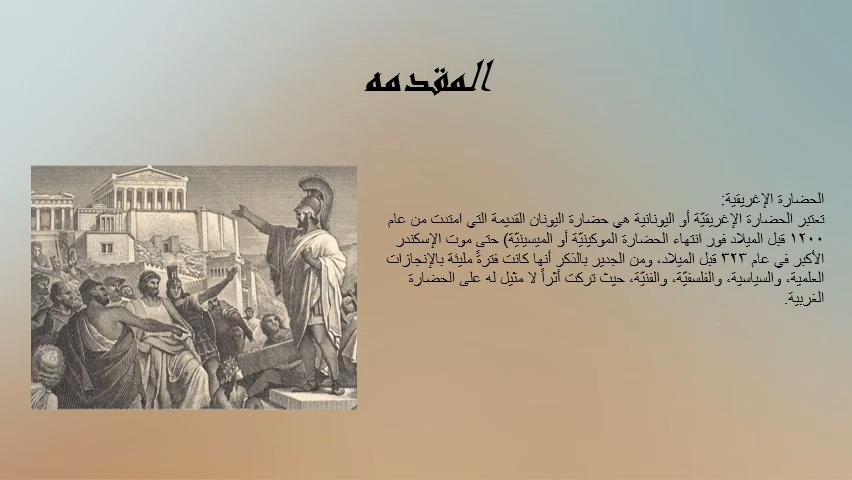 المقدمه
الحضارة الإغريقية:
تعتبر الحضارة الإغريقيّة أو اليونانية هي حضارة اليونان القديمة التي امتدت من عام
١٢٠٠ قبل الميلاد فور انتهاء الحضارة الموكينيّة أو الميسينيّة) حتى موت الإسكندر
الأكبر في عام ٣٢٣ قبل الميلاد، ومن الجدير بالذكر أنها كانت فترةً مليئة بالإنجازات
العلمية، والسياسية، والفلسفيّة، والفنيّة، حيث تركت أثراً لا مثيل له على الحضارة
الغربية.